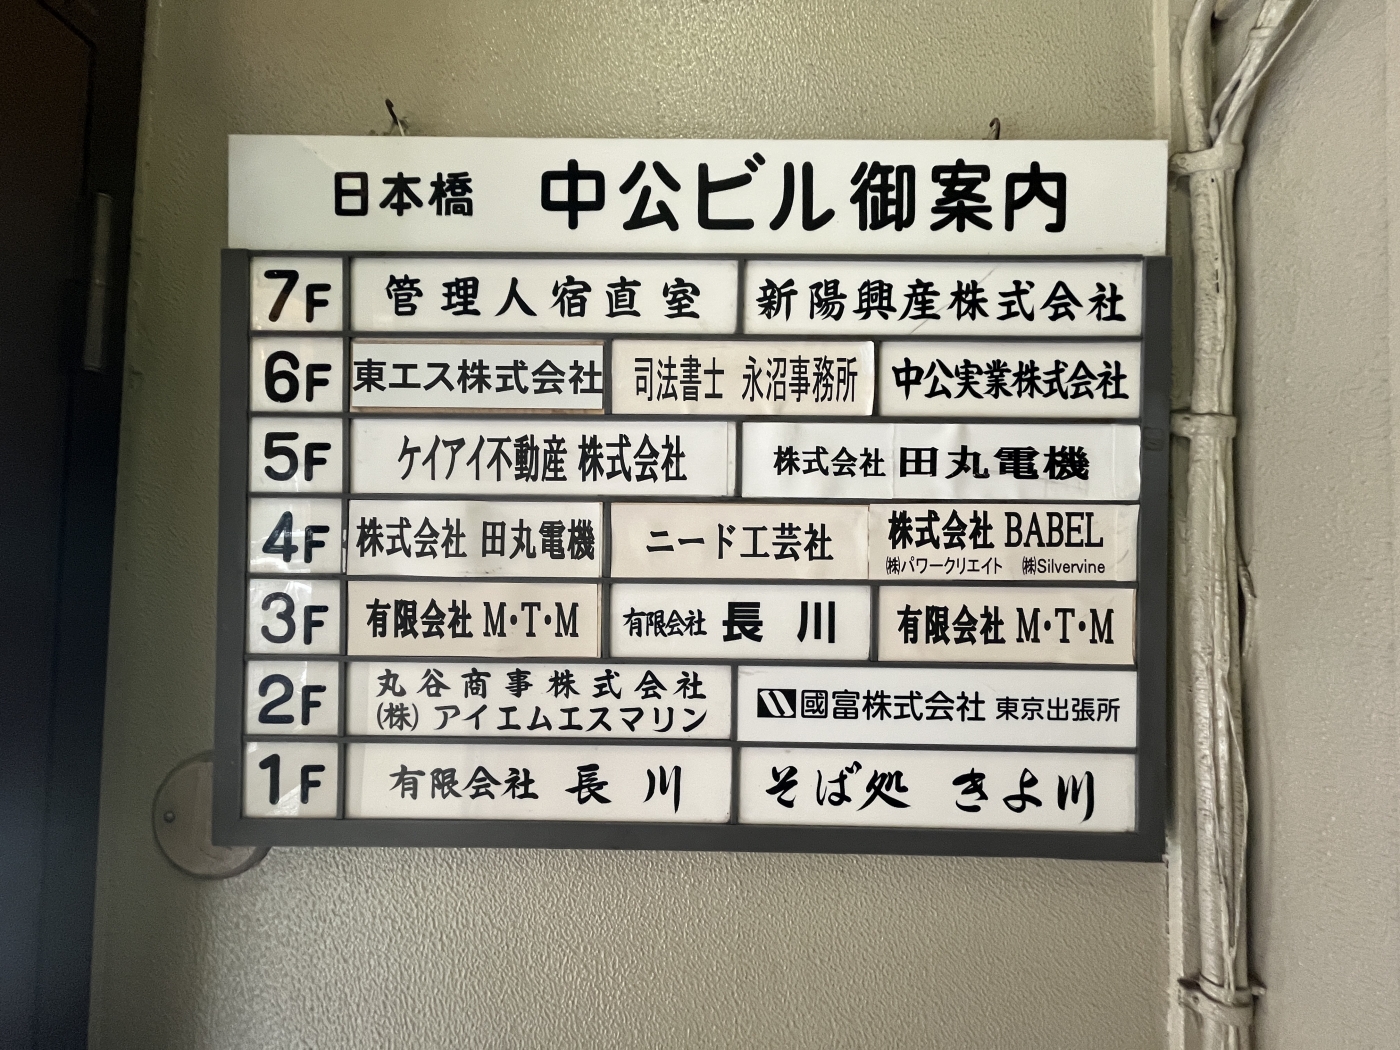 日本橋 中公ビル御案内
7F 管理人宿直室 新陽興産株式会社
6F 東エス株式会社 司法書士 永沼事務所 中公実業株式会社
5F ケイアイ不動産 株式会社 株式会社 田丸電機
4F 株式会社 田丸電機 ニード工芸社 株式会社 BABEL
㈱パワークリエイト ㈱Silvervine
3F 有限会社 M・T・M 有限会社 長川 有限会社 M・T・M
2F 丸谷商事株式会社
(株) アイエムエスマリン
國富株式会社 東京出張所
1F 有限会社 長川 そば処 きよ川